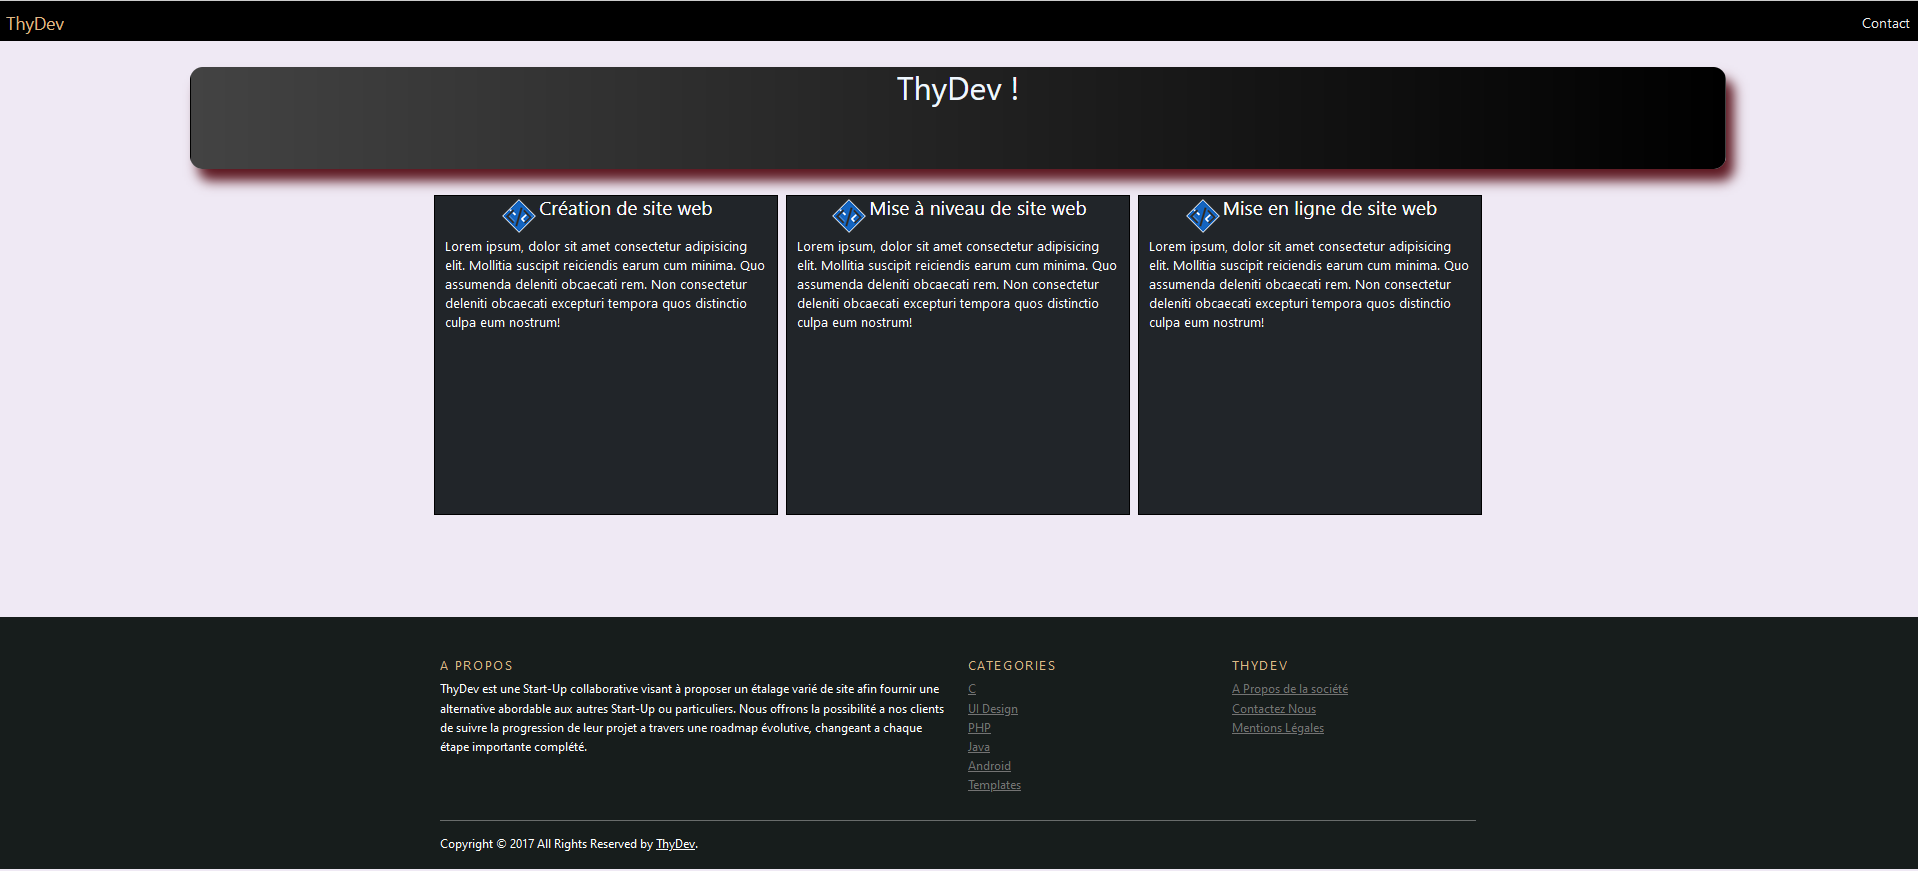 ThyDev
Contact
ThyDev !
Création de site web
Lorem ipsum, dolor sit amet consectetur adipisicing
elit. Mollitia suscipit reiciendis earum cum minima. Quo
assumenda deleniti obcaecati rem. Non consectetur
deleniti obcaecati excepturi tempora quos distinctio
culpa eum nostrum!
Mise à niveau de site web
Lorem ipsum, dolor sit amet consectetur adipisicing
elit. Mollitia suscipit reiciendis earum cum minima. Quo
assumenda deleniti obcaecati rem. Non consectetur
deleniti obcaecati excepturi tempora quos distinctio
culpa eum nostrum!
Mise en ligne de site web
Lorem ipsum, dolor sit amet consectetur adipisicing
elit. Mollitia suscipit reiciendis earum cum minima. Quo
assumenda deleniti obcaecati rem. Non consectetur
deleniti obcaecati excepturi tempora quos distinctio
culpa eum nostrum!
A PROPOS
ThyDev est une Start-Up collaborative visant à proposer un étalage varié de site afin fournir une
alternative abordable aux autres Start-Up ou particuliers. Nous offrons la possibilité a nos clients
de suivre la progression de leur projet a travers une roadmap évolutive, changeant a chaque
étape importante complété.
CATEGORIES
C
UI Design
PHP
Java
Android
Templates
THYDEV
A Propos de la société
Contactez Nous
Mentions Légales
Copyright © 2017 All Rights Reserved by ThyDev.